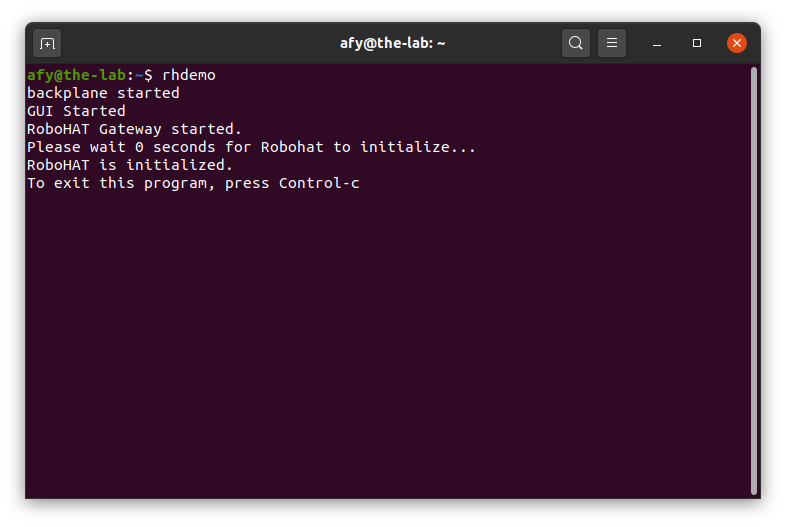 afy@the-lab: ~
afy@the-lab:~$ rhdemo
backplane started
GUI Started
RoboHAT Gateway started.
Please wait 0 seconds for Robohat to initialize...
RoboHAT is initialized.
To exit this program, press Control-c